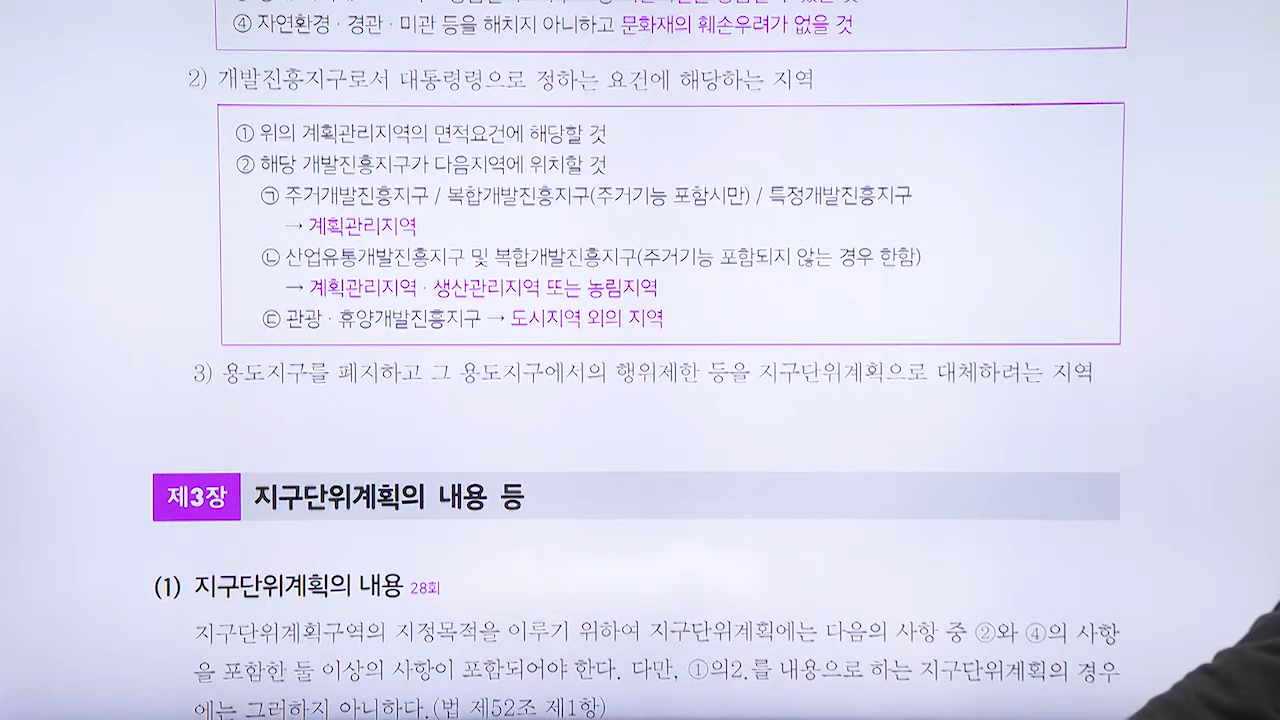 ④ 자연환경·경관·미관 등을 해치지 아니하고 문화재의 훼손우려가 없을 것
2) 개발진흥지구로서 대통령령으로 정하는 요건에 해당하는 지역
① 위의 계획관리지역의 면적요건에 해당할 것
② 해당 개발진흥지구가 다음지역에 위치할 것
㉠ 주거개발진흥지구 / 복합개발진흥지구(주거기능 포함시만) / 특정개발진흥지구
→ 계획관리지역
㉡ 산업유통개발진흥지구 및 복합개발진흥지구(주거기능 포함되지 않는 경우 한함)
→ 계획관리지역·생산관리지역 또는 농림지역
㉢ 관광·휴양개발진흥지구 → 도시지역 외의 지역
3) 용도지구를 폐지하고 그 용도지구에서의 행위제한 등을 지구단위계획으로 대체하려는 지역
제3장 지구단위계획의 내용 등
(1) 지구단위계획의 내용 28회
지구단위계획구역의 지정목적을 이루기 위하여 지구단위계획에는 다음의 사항 중 ②와 ④의 사항
을 포함한 둘 이상의 사항이 포함되어야 한다. 다만, ①의2.를 내용으로 하는 지구단위계획의 경우
에는 그러하지 아니하다.(법 제52조 제1항)